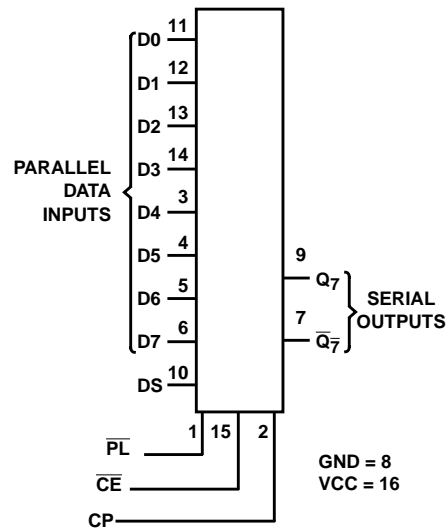 D0 11
D1 12
D2 13
D3 14
D4 3
D5 4
D6 5
D7 6
DS 10
PARALLEL
DATA
INPUTS
9 Q7
7 Q̅7̅
SERIAL
OUTPUTS
1 15 2
P̅L̅
C̅E̅
CP
GND = 8
VCC = 16